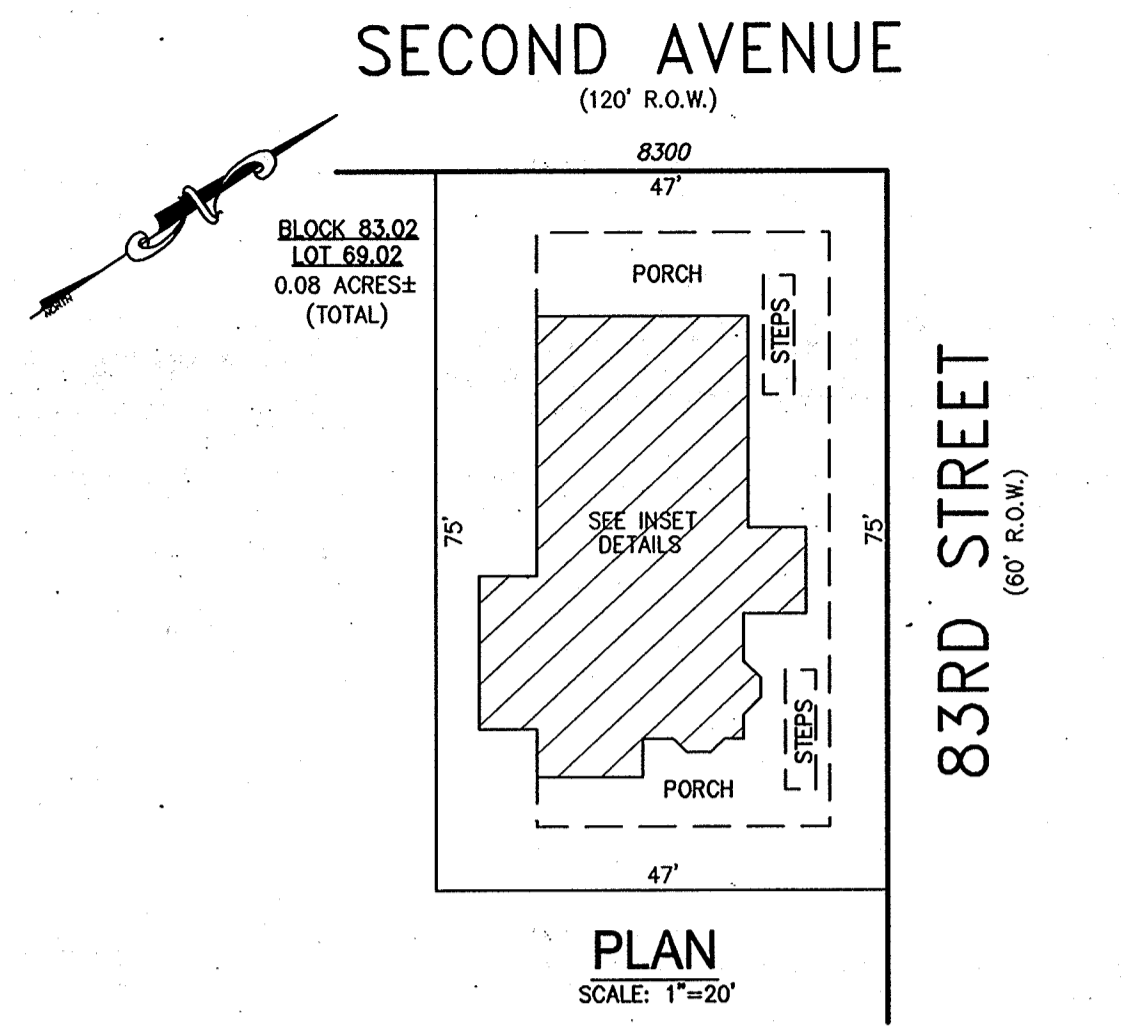 SECOND AVENUE
(120' R.O.W.)
8300
47'
NORTH
BLOCK 83.02
LOT 69.02
0.08 ACRES±
(TOTAL)
PORCH
STEPS
SEE INSET
DETAILS
75'
75'
83RD STREET
(60' R.O.W.)
STEPS
PORCH
47'
PLAN
SCALE: 1"=20'